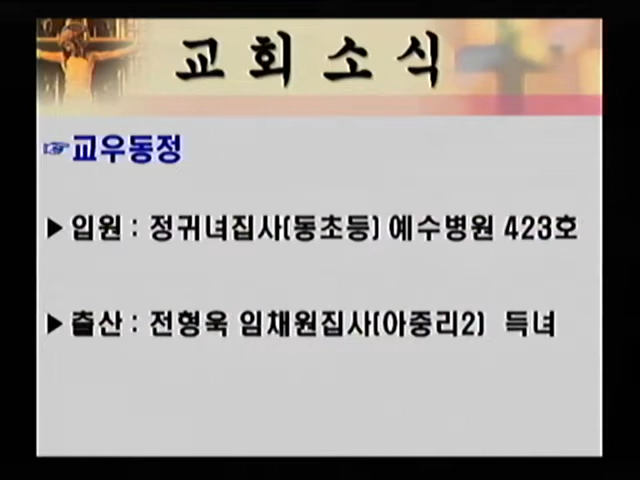 교회소식
☞교우동정
▶입원 : 정귀녀집사(동초등) 예수병원 423호
▶출산 : 전형욱 임채원집사(아중리2) 득녀